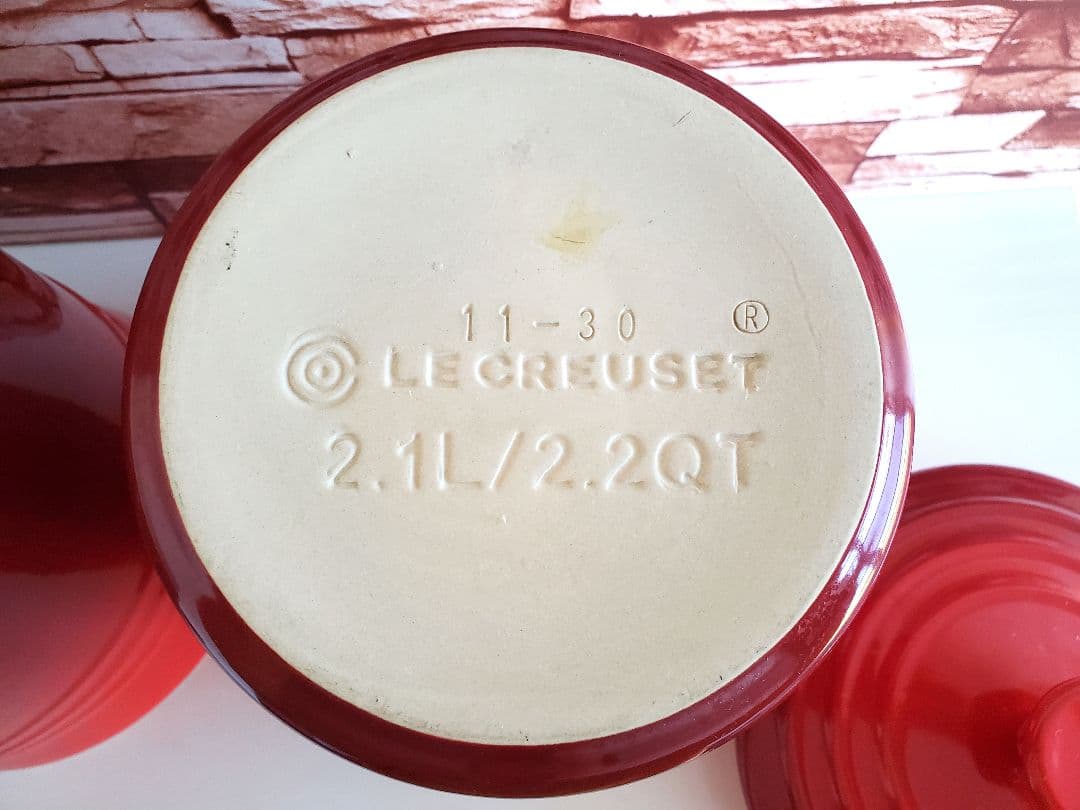 11-30 ®
LE CREUSET
2.1L/2.2QT